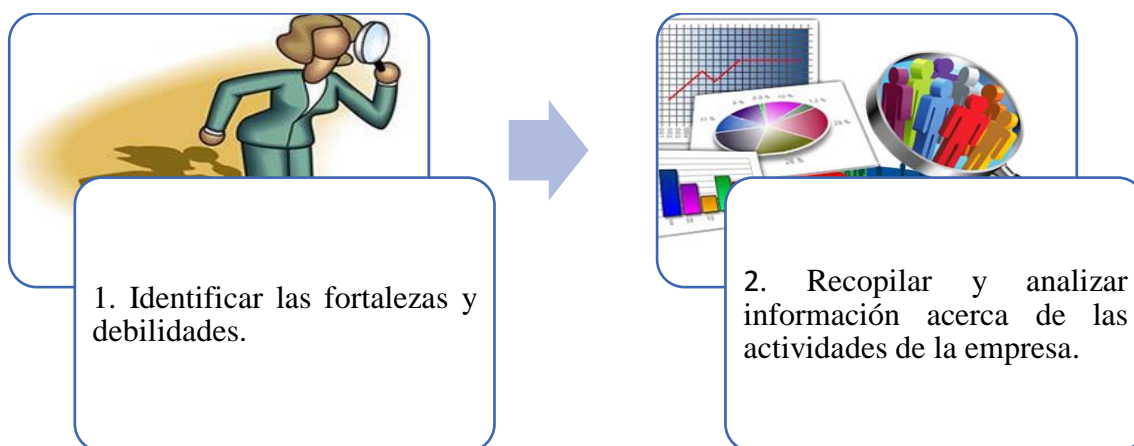 1. Identificar las fortalezas y
debilidades.
2. Recopilar y analizar
información acerca de las
actividades de la empresa.